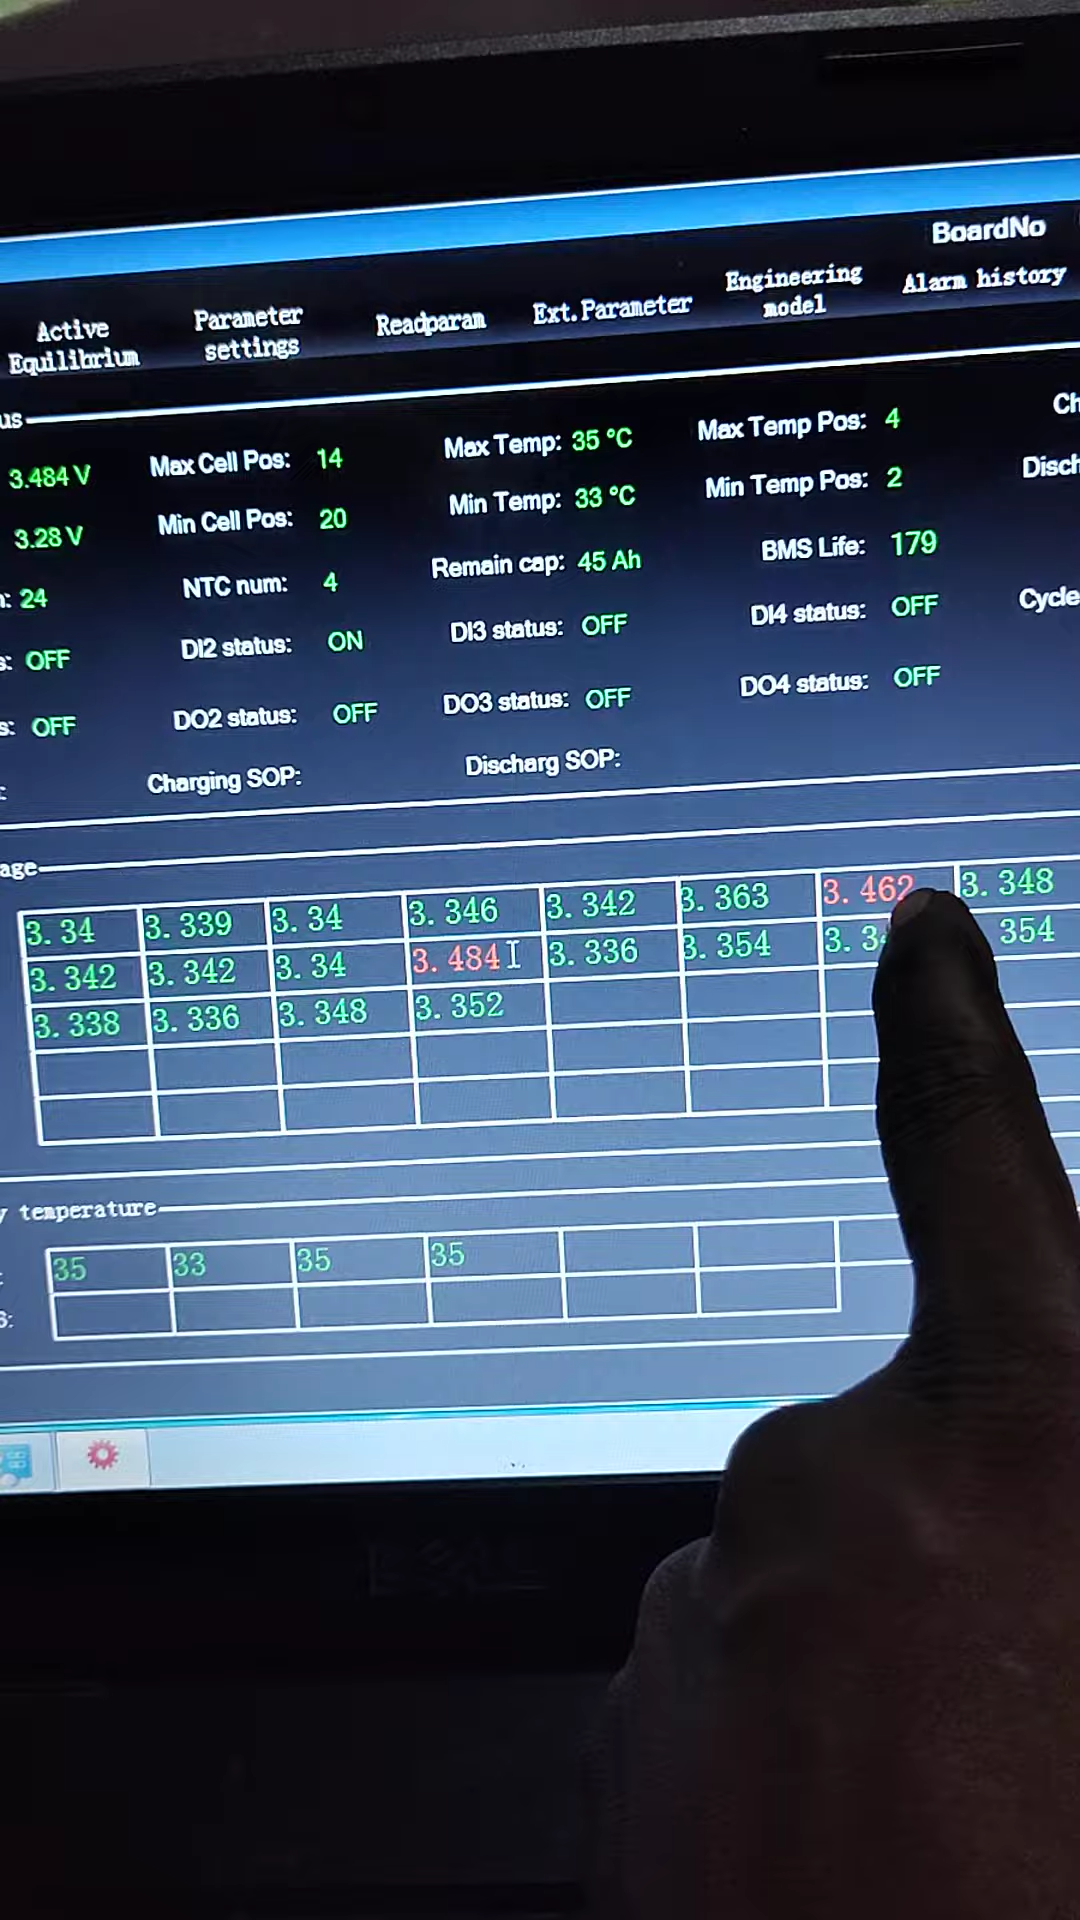 BoardNo
Active Equilibrium
Parameter settings
Readparam
Ext.Parameter
Engineering model
Alarm history
us
3.484 V
Max Cell Pos: 14
Max Temp: 35 °C
Max Temp Pos: 4
Ch
3.28 V
Min Cell Pos: 20
Min Temp: 33 °C
Min Temp Pos: 2
Disch
: 24
NTC num: 4
Remain cap: 45 Ah
BMS Life: 179
s: OFF
DI2 status: ON
DI3 status: OFF
DI4 status: OFF
Cycle
s: OFF
DO2 status: OFF
DO3 status: OFF
DO4 status: OFF
:
Charging SOP:
Discharg SOP:
age
3.34 3.339 3.34 3.346 3.342 3.363 3.462 3.348
3.342 3.342 3.34 3.484 3.336 3.354 3.3 354
3.338 3.336 3.348 3.352
y temperature
: 35 33 35 35
S:
DELL